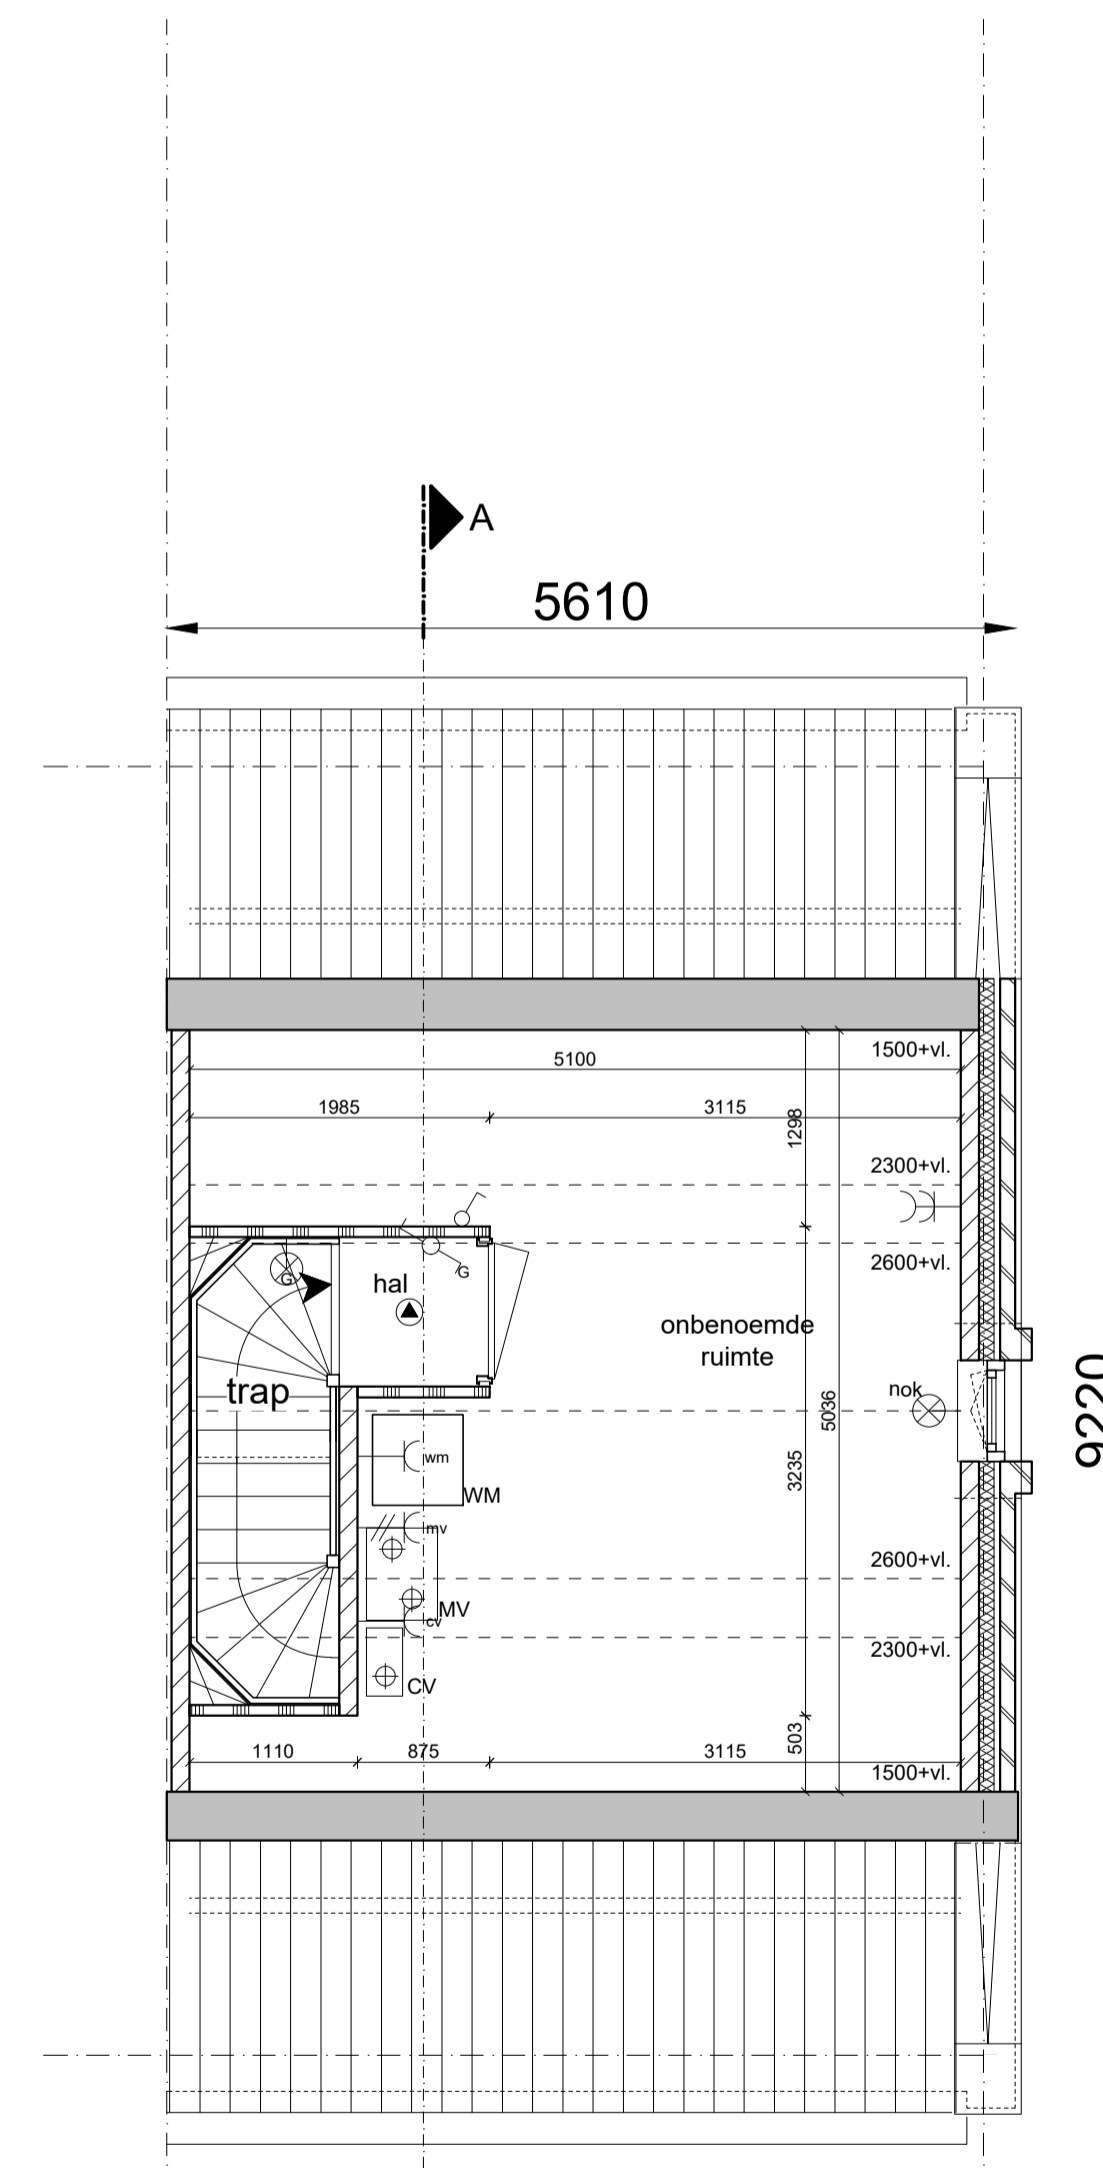 A
5610
1500+vl.
5100
1985
3115
1298
2300+vl.
2600+vl.
G
G
hal
onbenoemde
ruimte
trap
nok
5036
9220
wm
3235
WM
mv
2600+vl.
MV
cv
2300+vl.
CV
503
1110
875
3115
1500+vl.